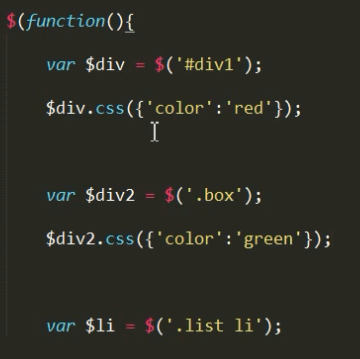 $(function(){
var $div = $('#div1');
$div.css({'color':'red'});
var $div2 = $('.box');
$div2.css({'color':'green'});
var $li = $('.list li');